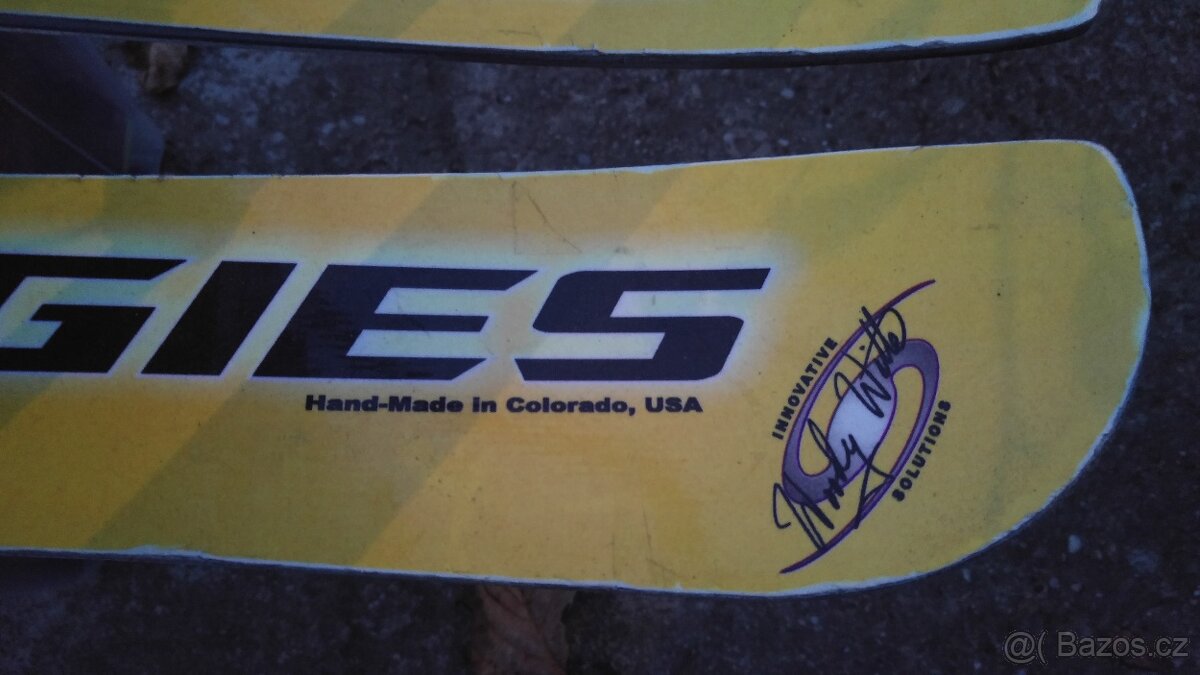 GIES
Hand-Made in Colorado, USA
INNOVATIVE
SOLUTIONS
@( Bazos.cz